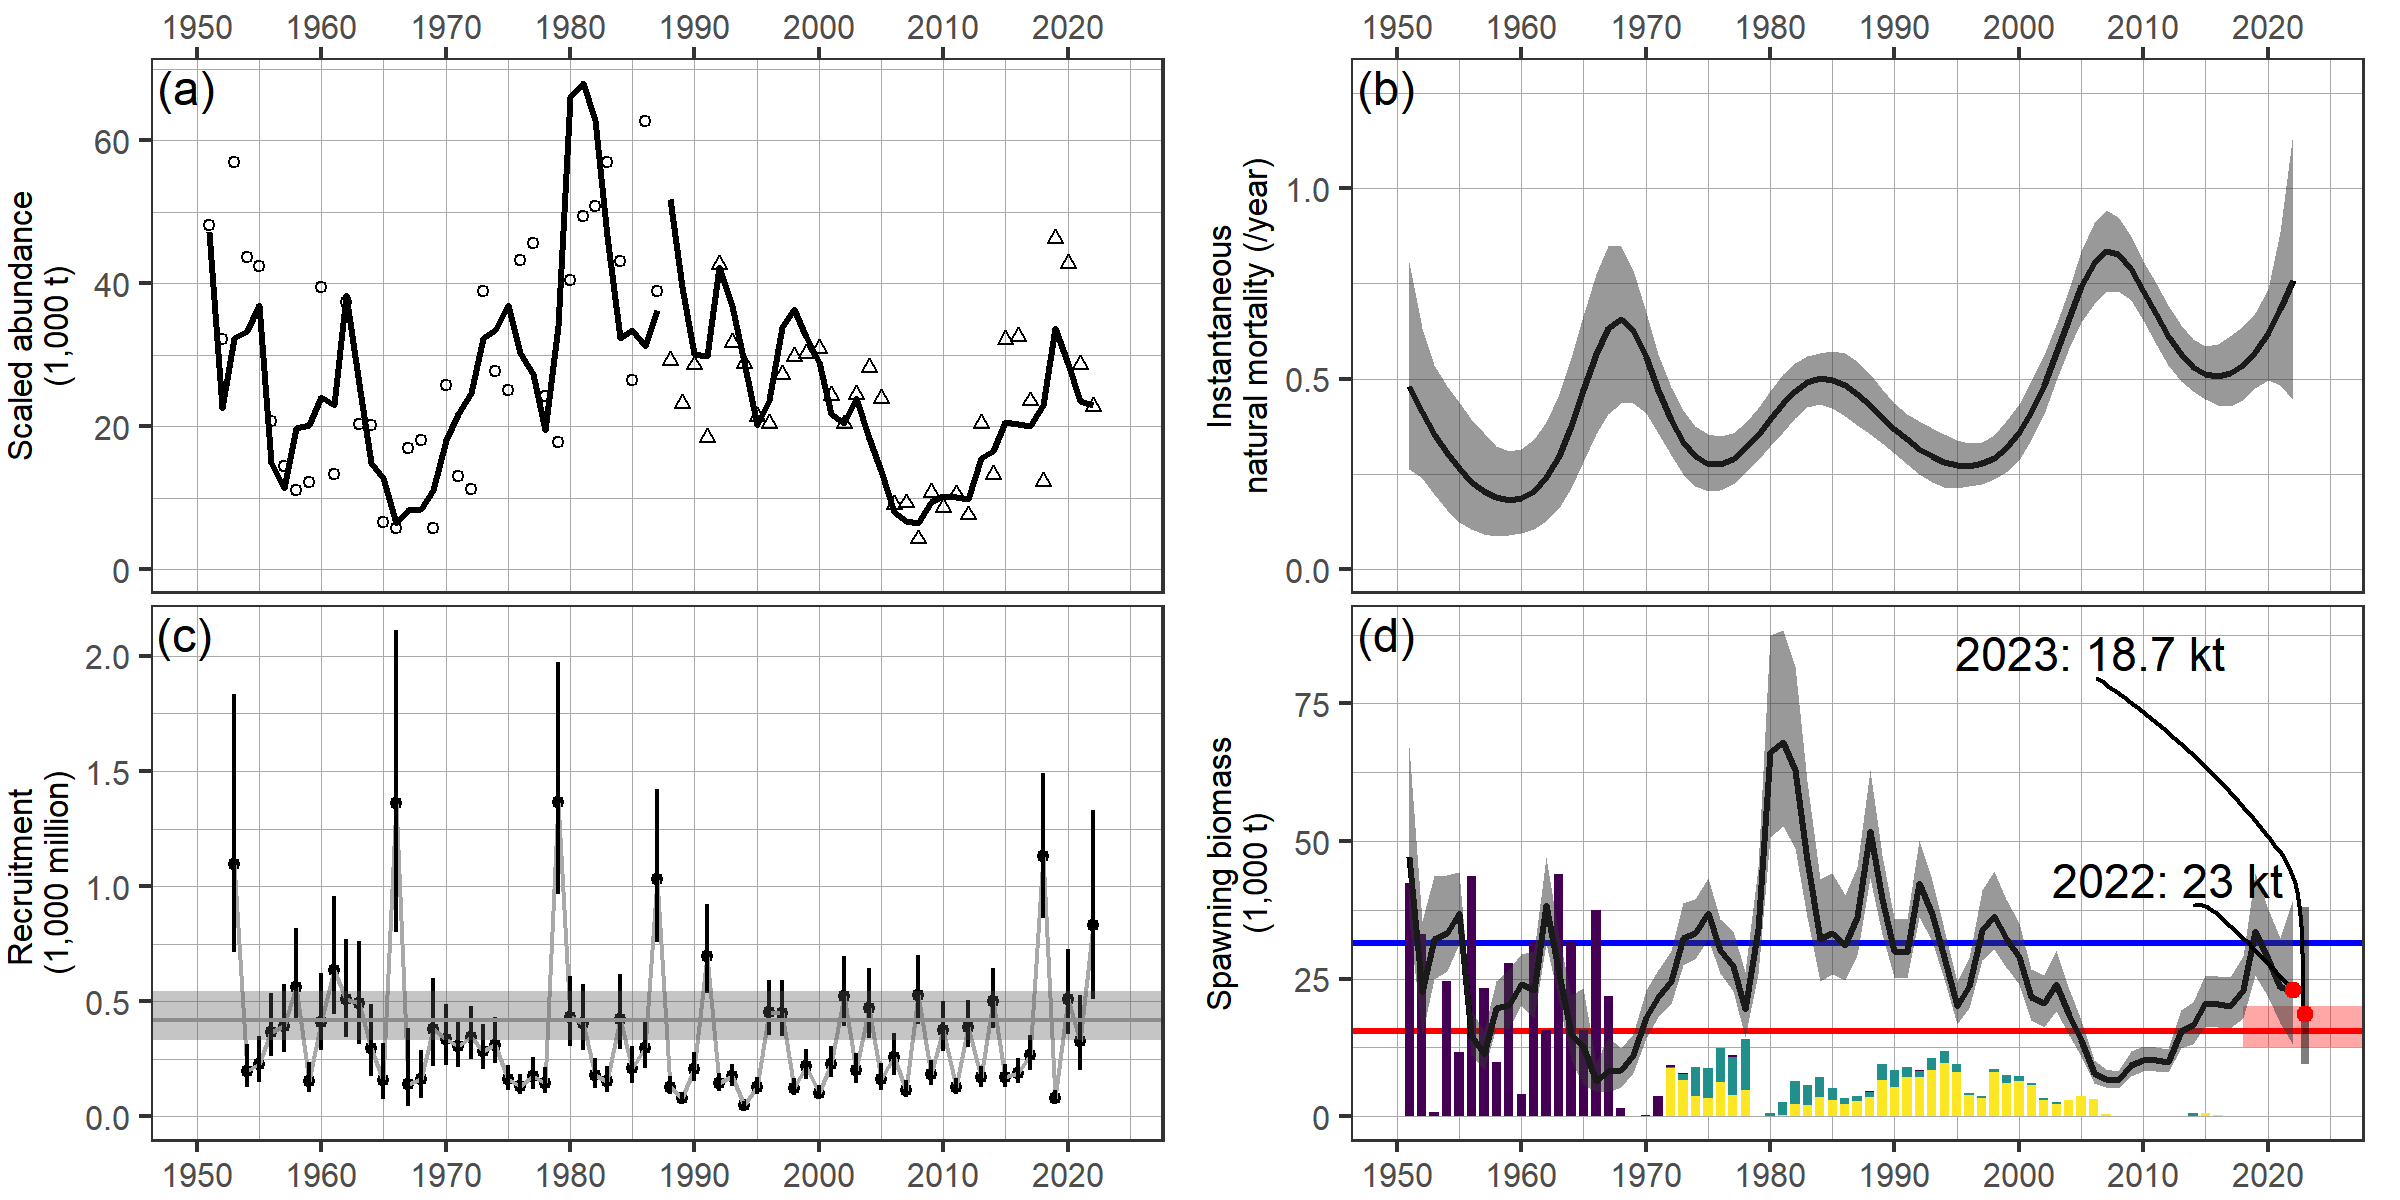 1950 1960 1970 1980 1990 2000 2010 2020
(a)
60
40
20
0
Scaled abundance
(1,000 t)
1950 1960 1970 1980 1990 2000 2010 2020
(b)
1.0
0.5
0.0
Instantaneous
natural mortality (/year)
(c)
2.0
1.5
1.0
0.5
0.0
Recruitment
(1,000 million)
1950 1960 1970 1980 1990 2000 2010 2020
(d)
2023: 18.7 kt
2022: 23 kt
75
50
25
0
Spawning biomass
(1,000 t)
1950 1960 1970 1980 1990 2000 2010 2020